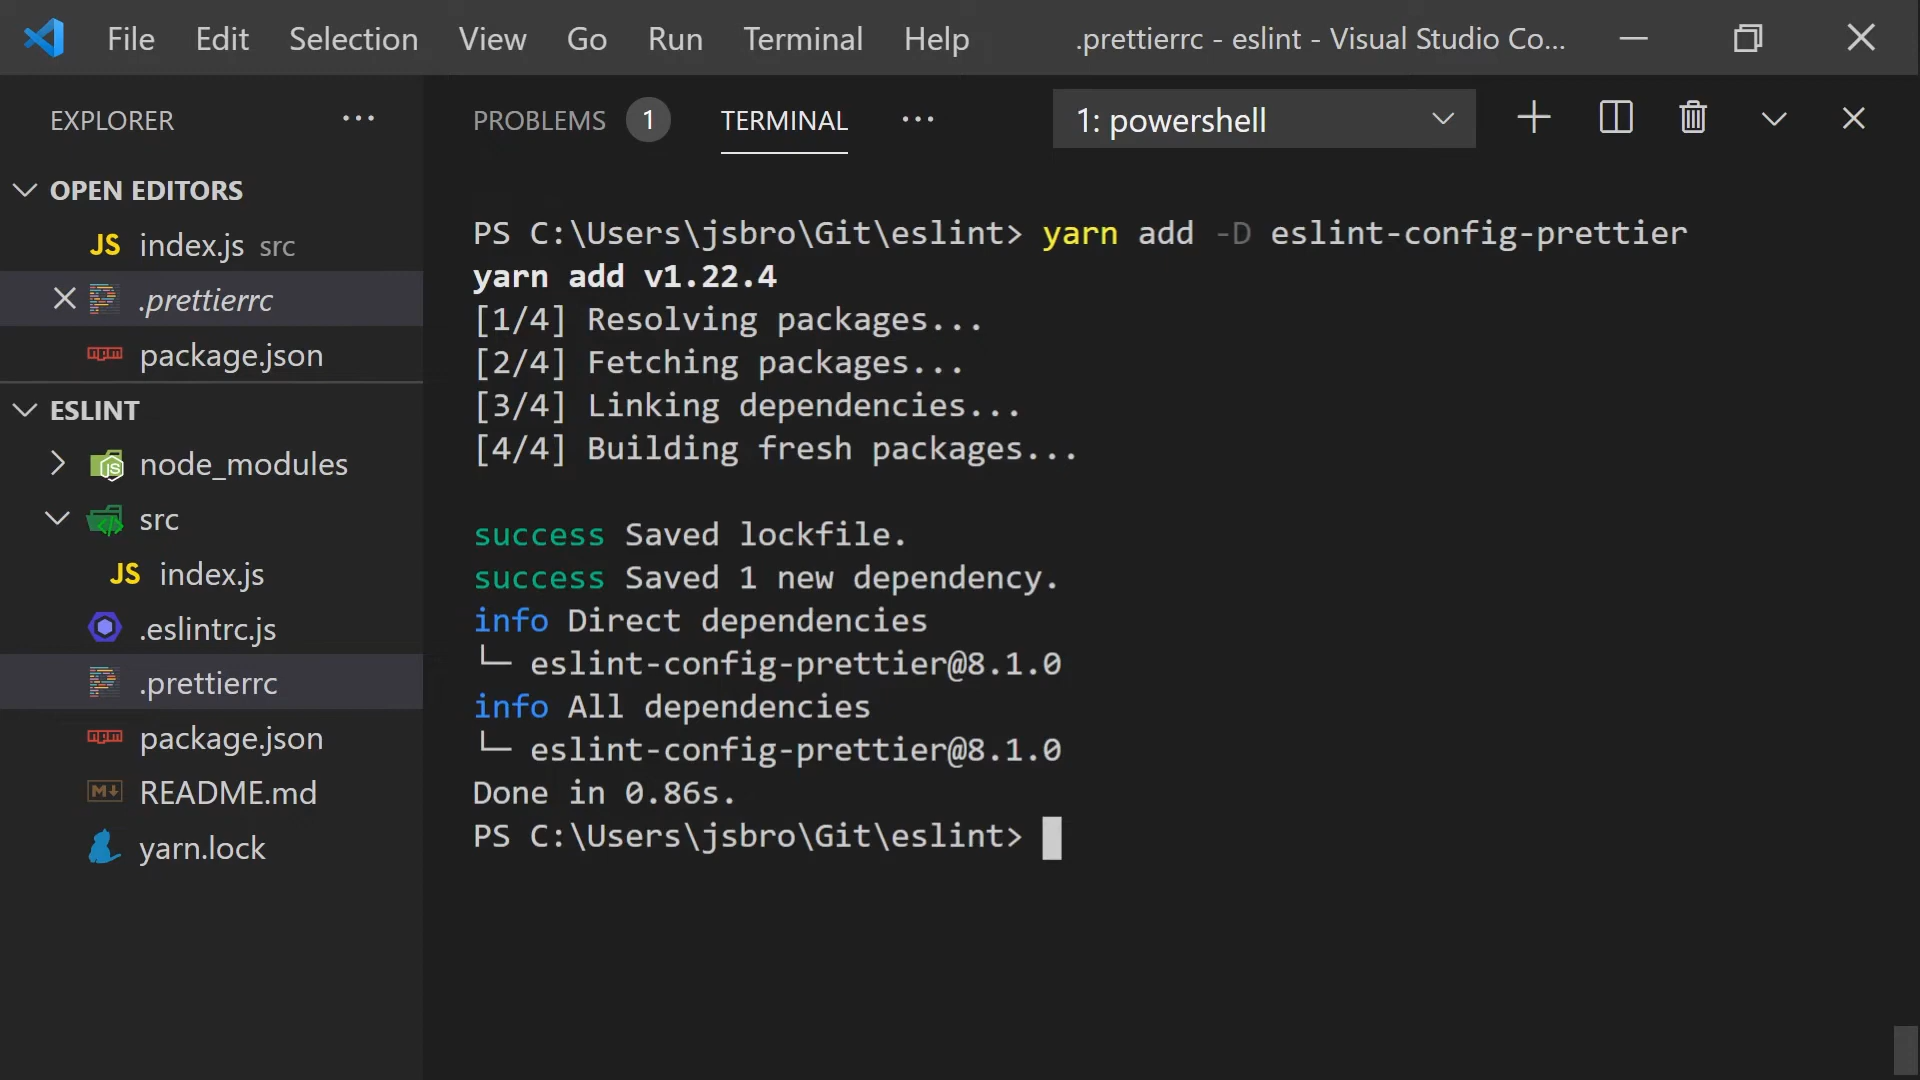 File Edit Selection View Go Run Terminal Help .prettierrc - eslint - Visual Studio Co...
EXPLORER ...
OPEN EDITORS
JS index.js src
.prettierrc
npm package.json
ESLINT
node_modules
src
JS index.js
.eslintrc.js
.prettierrc
npm package.json
M README.md
yarn.lock
PROBLEMS 1 TERMINAL ... 1: powershell
PS C:\Users\jsbro\Git\eslint> yarn add -D eslint-config-prettier
yarn add v1.22.4
[1/4] Resolving packages...
[2/4] Fetching packages...
[3/4] Linking dependencies...
[4/4] Building fresh packages...
success Saved lockfile.
success Saved 1 new dependency.
info Direct dependencies
└─ eslint-config-prettier@8.1.0
info All dependencies
└─ eslint-config-prettier@8.1.0
Done in 0.86s.
PS C:\Users\jsbro\Git\eslint>